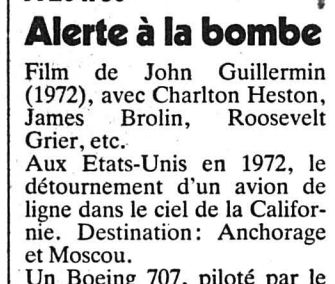 Alerte à la bombe
Film de John Guillermin
(1972), avec Charlton Heston,
James Brolin, Roosevelt
Grier, etc.
Aux Etats-Unis en 1972, le
détournement d'un avion de
ligne dans le ciel de la Califor-
nie. Destination: Anchorage
et Moscou.
Un Boeing 707, piloté par le